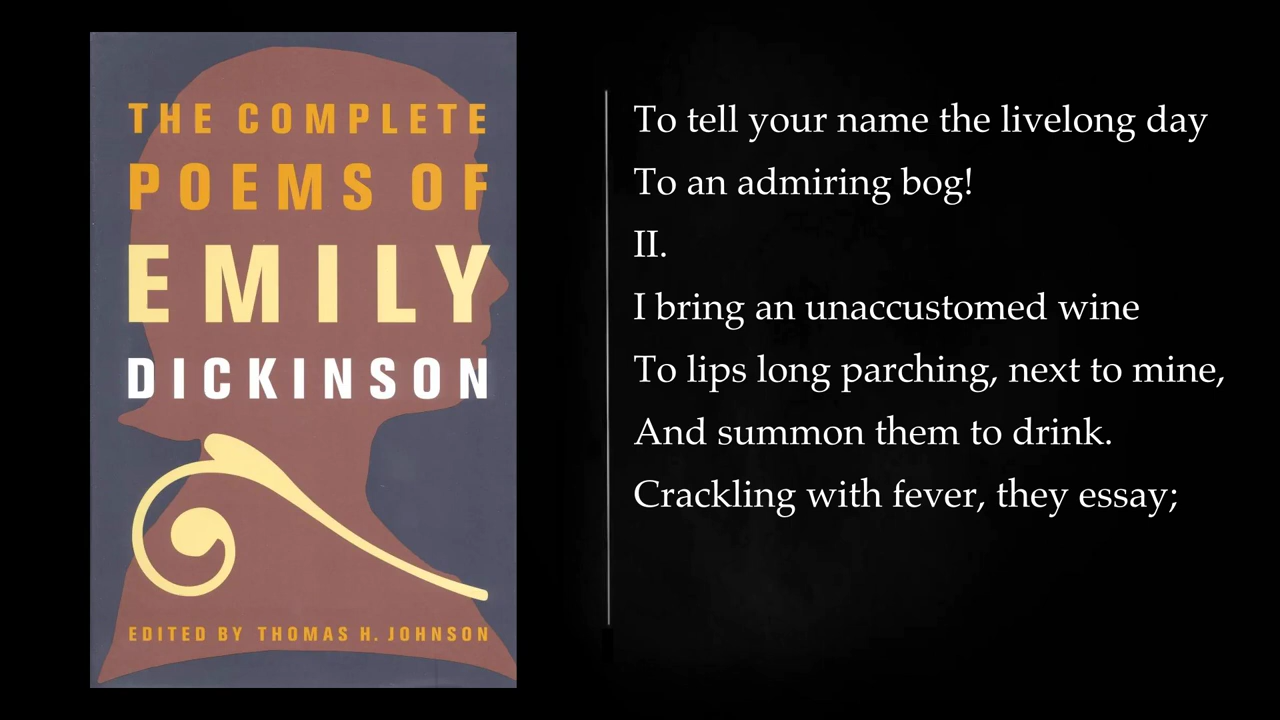 THE COMPLETE
POEMS OF
EMILY
DICKINSON
EDITED BY THOMAS H. JOHNSON
To tell your name the livelong day
To an admiring bog!
II.
I bring an unaccustomed wine
To lips long parching, next to mine,
And summon them to drink.
Crackling with fever, they essay;